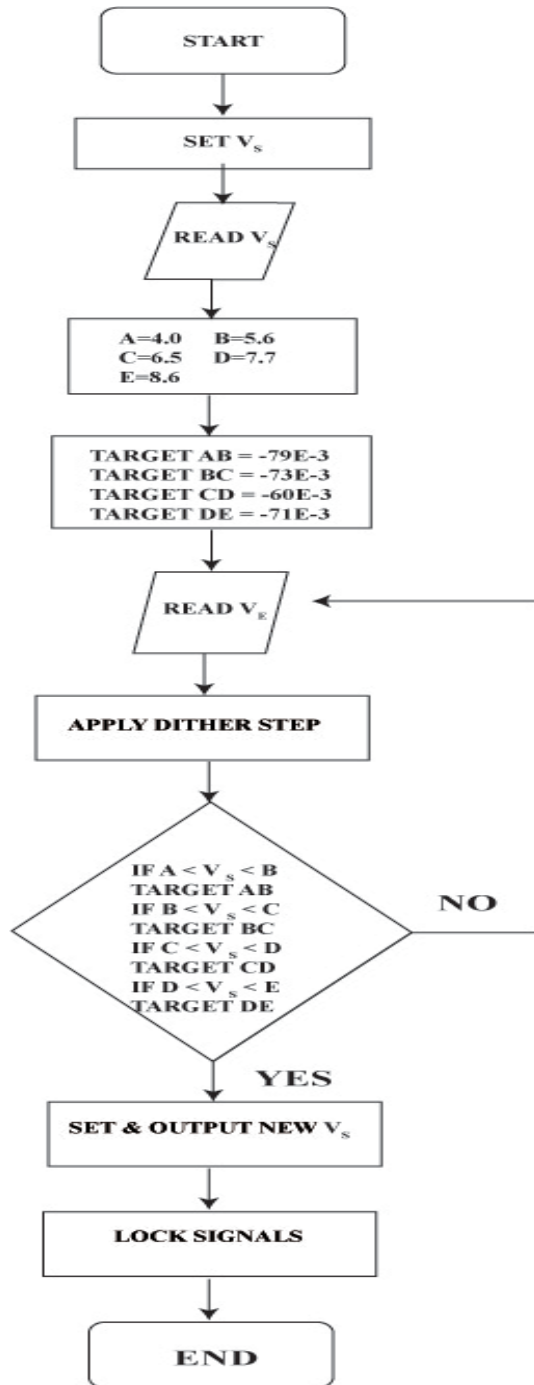 START
SET V_S
READ V_S
A=4.0 B=5.6
C=6.5 D=7.7
E=8.6
TARGET AB = -79E-3
TARGET BC = -73E-3
TARGET CD = -60E-3
TARGET DE = -71E-3
READ V_E
APPLY DITHER STEP
IF A < V_S < B
TARGET AB
IF B < V_S < C
TARGET BC
IF C < V_S < D
TARGET CD
IF D < V_S < E
TARGET DE
NO
YES
SET & OUTPUT NEW V_S
LOCK SIGNALS
END